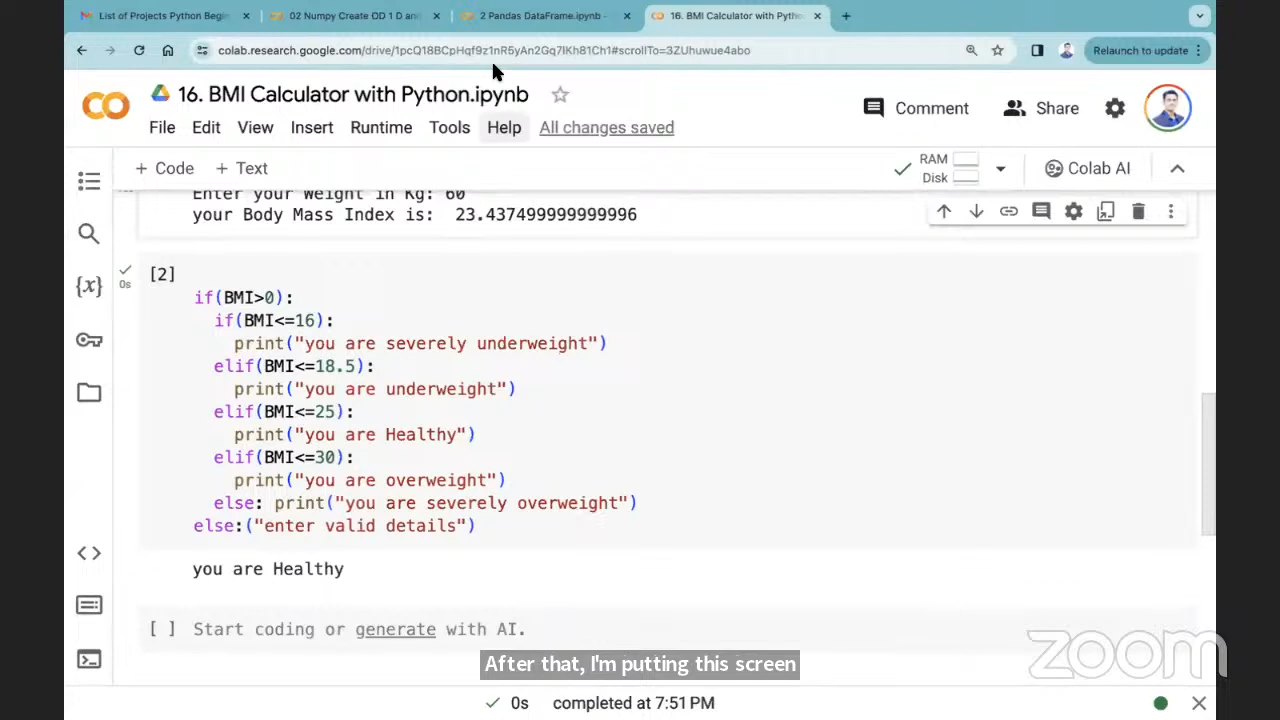 List of Projects Python Begin
02 Numpy Create OD 1 D an
2 Pandas DataFrame.ipynb -
16. BMI Calculator with Pytho
colab.research.google.com/drive/1pcQ18BCpHqf9z1nR6yAn2Gq7IKh81Ch1#scrollTo=3ZUhuwue4abo
Relaunch to update
16. BMI Calculator with Python.ipynb
Comment
Share
File Edit View Insert Runtime Tools Help All changes saved
+ Code + Text
RAM
Disk
Colab AI
Enter your Weight in Kg: 60
your Body Mass Index is:  23.437499999999996
[2]
if(BMI>0):
if(BMI<=16):
print("you are severely underweight")
elif(BMI<=18.5):
print("you are underweight")
elif(BMI<=25):
print("you are Healthy")
elif(BMI<=30):
print("you are overweight")
else: print("you are severely overweight")
else:("enter valid details")
0s
{x}
you are Healthy
[ ] Start coding or generate with AI.
After that, I'm putting this screen
zoom
0s completed at 7:51 PM